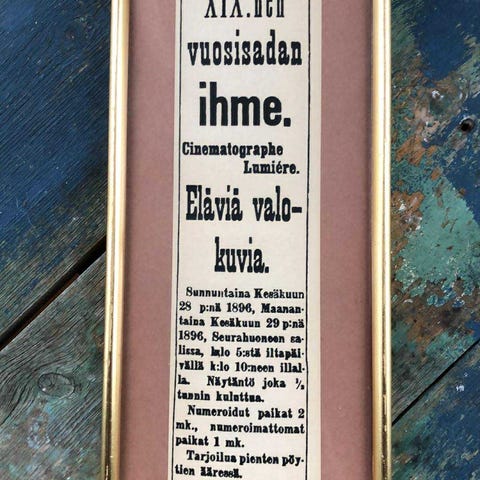 XIX:nen
vuosisadan
ihme.
Cinematographe
Lumiére.
Eläviä valo-
kuvia.
Sunnuntaina Kesäkuun
28 p:nä 1896, Maanan-
taina Kesäkuun 29 p:nä
1896, Seurahuoneen sa-
lissa, k:lo 5:stä iltapäi-
vällä k:lo 10:neen illal-
la. Näytäntö joka ½
tunnin kuluttua.
Numeroidut paikat 2
mk., numeroimattomat
paikat 1 mk.
Tarjoilua pienten pöy-
tien ääressä.